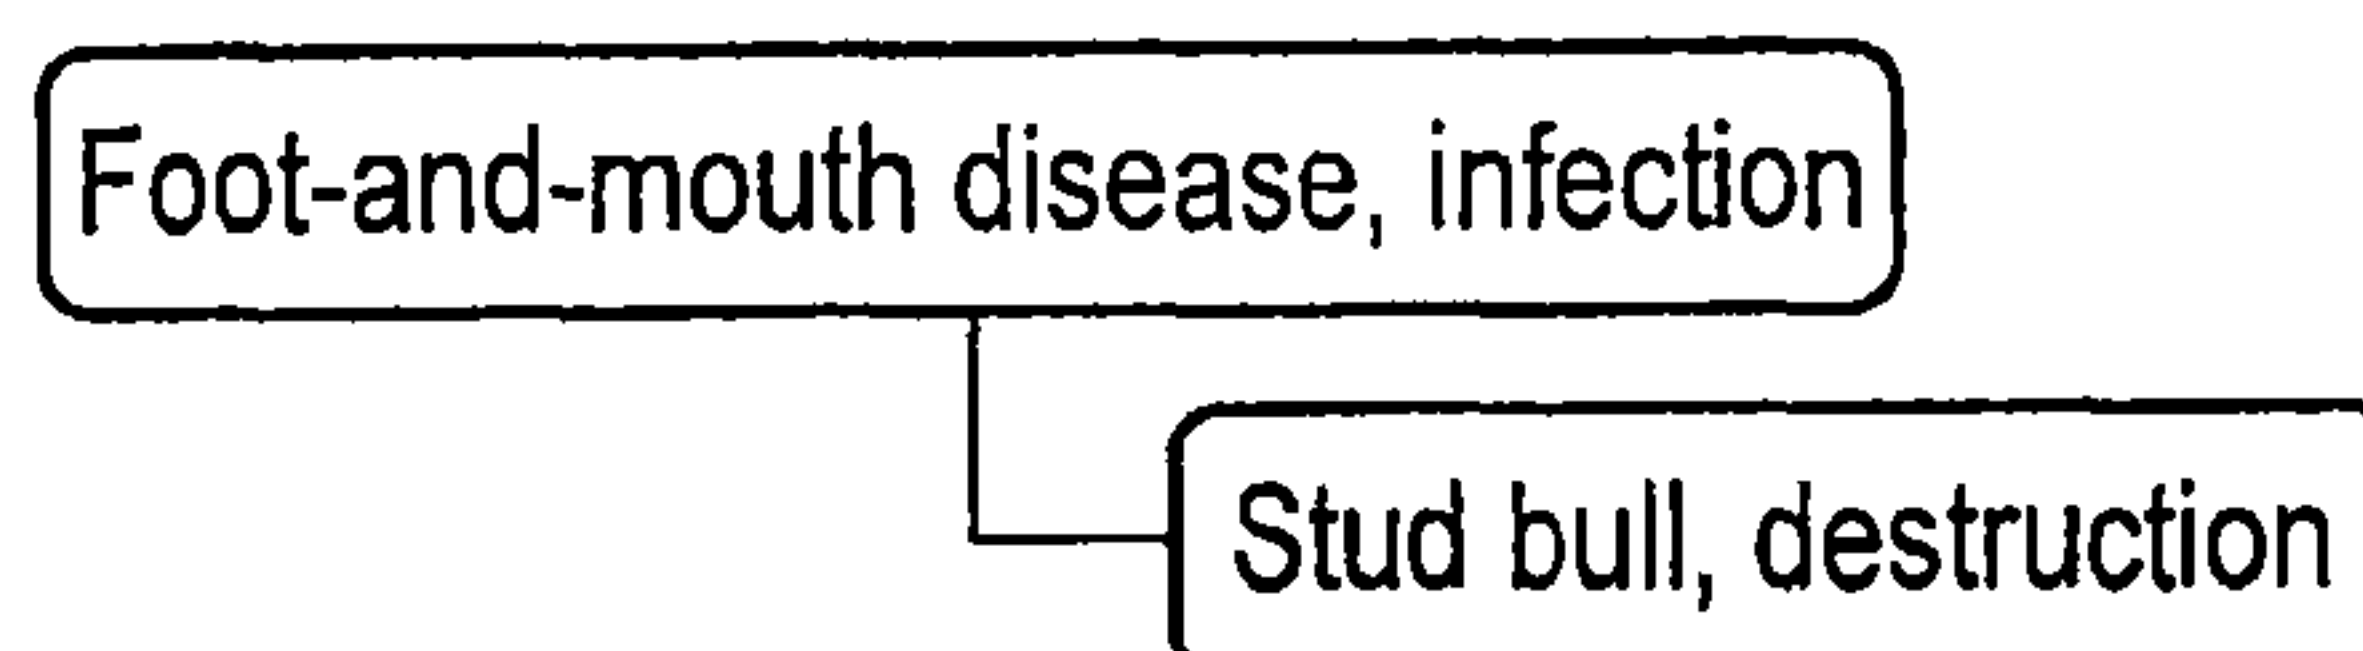 Foot-and-mouth disease, infection
Stud bull, destruction